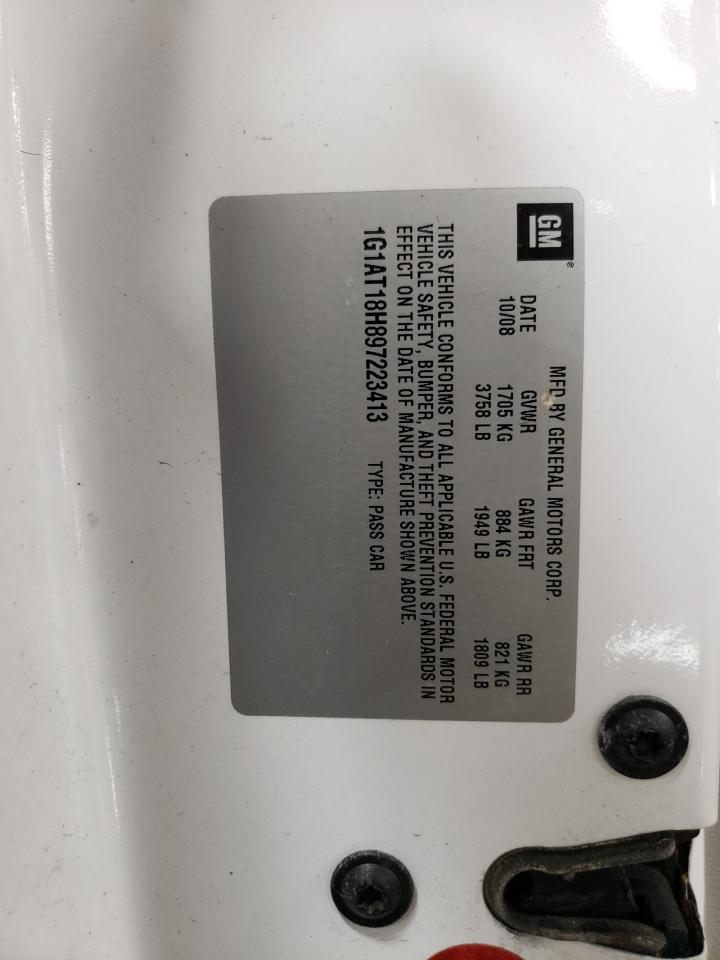 GM
MFD BY GENERAL MOTORS CORP.
DATE GVWR GAWR FRT GAWR RR
10/08 1705 KG 884 KG 821 KG
3758 LB 1949 LB 1809 LB
THIS VEHICLE CONFORMS TO ALL APPLICABLE U.S. FEDERAL MOTOR
VEHICLE SAFETY, BUMPER, AND THEFT PREVENTION STANDARDS IN
EFFECT ON THE DATE OF MANUFACTURE SHOWN ABOVE.
1G1AT18H897223413 TYPE: PASS CAR